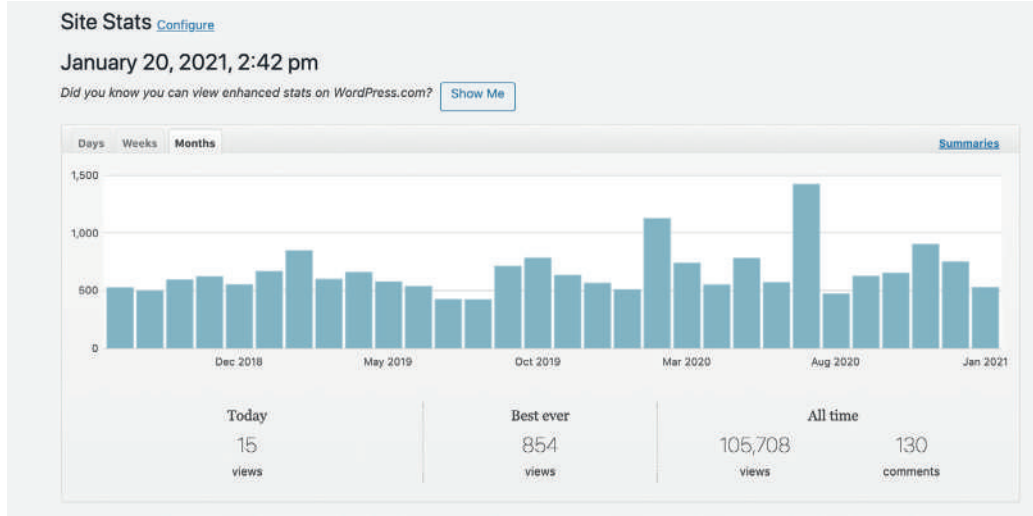 Site Stats Configure
January 20, 2021, 2:42 pm
Did you know you can view enhanced stats on WordPress.com? Show Me
Days Weeks Months Summaries
1,500
1,000
500
0
Dec 2018 May 2019 Oct 2019 Mar 2020 Aug 2020 Jan 2021
Today Best ever All time
15 854 105,708 130
views views views comments